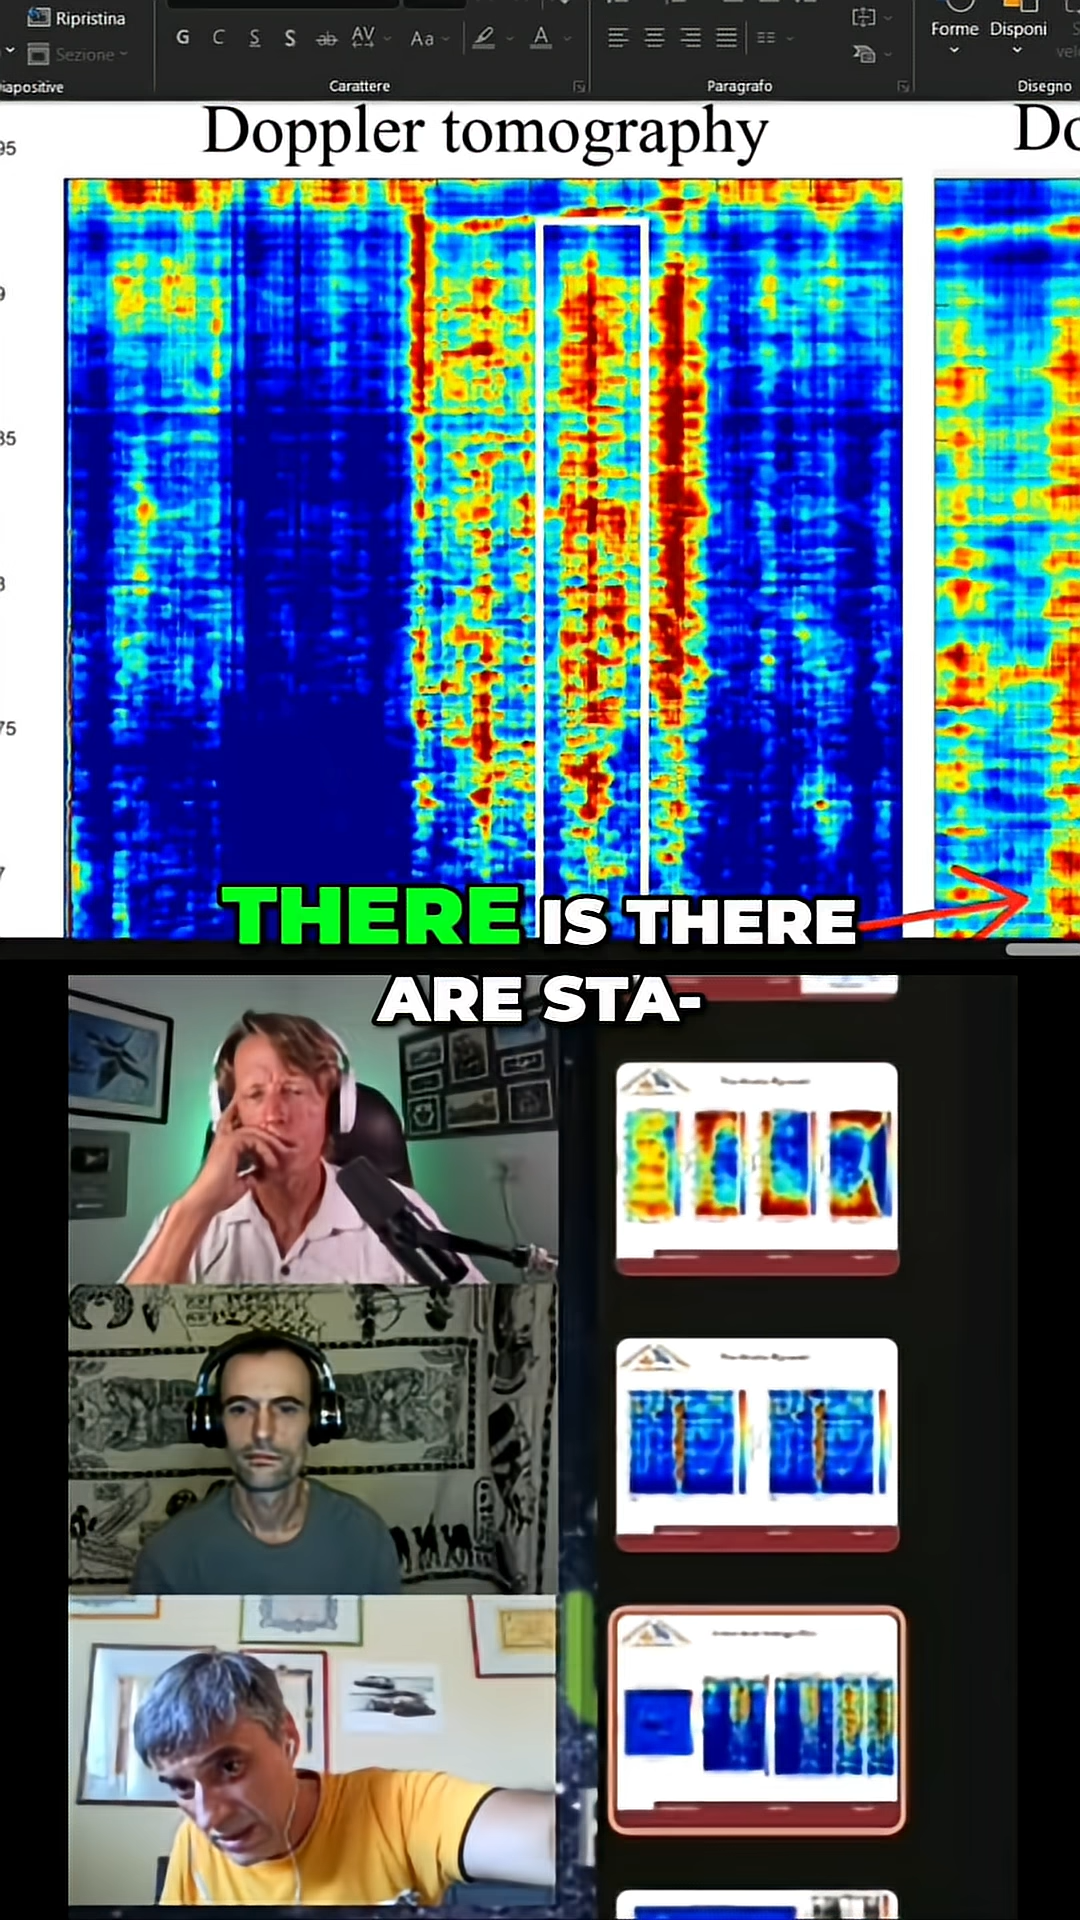 Ripristina
Sezione
G C S S ab AV Aa A
Forme Disponi
iapositive
Carattere
Paragrafo
Disegno
Doppler tomography
Do
95
9
85
8
75
7
THERE IS THERE
ARE STA-